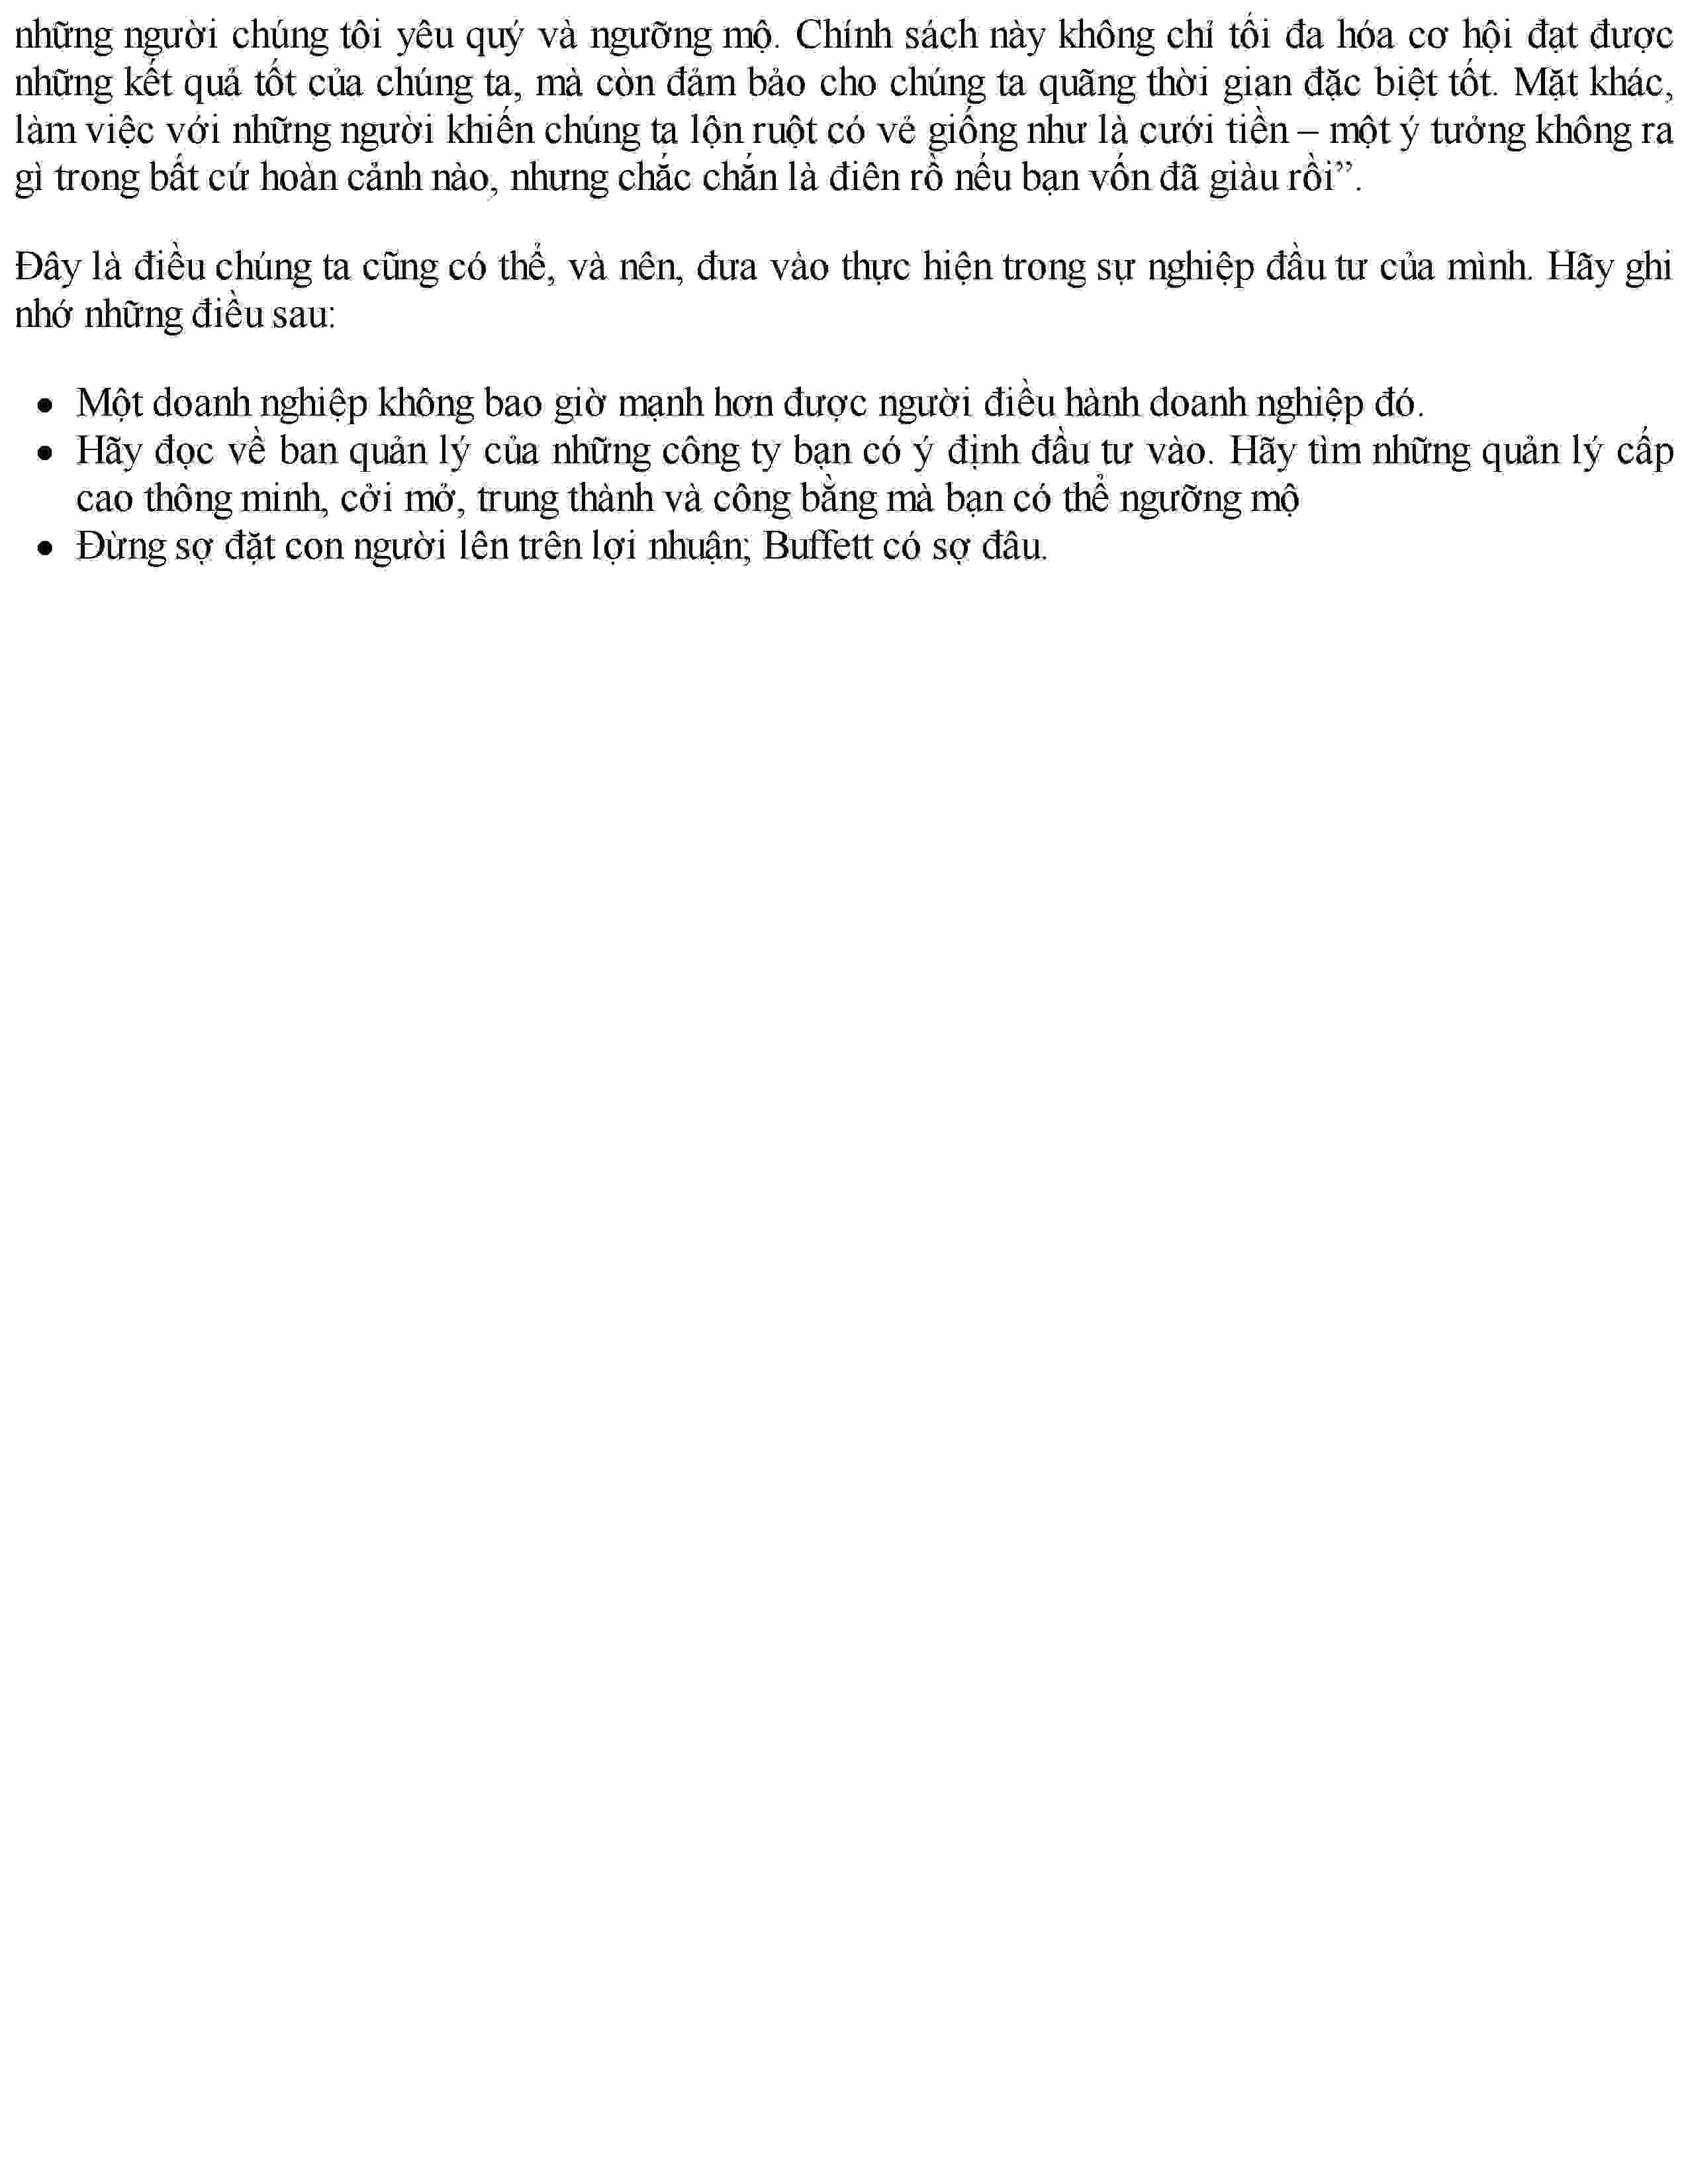 những người chúng tôi yêu quý và ngưỡng mộ. Chính sách này không chỉ tối đa hóa cơ hội đạt được
những kết quả tốt của chúng ta, mà còn đảm bảo cho chúng ta quãng thời gian đặc biệt tốt. Mặt khác,
làm việc với những người khiến chúng ta lộn ruột có vẻ giống như là cưới tiền – một ý tưởng không ra
gì trong bất cứ hoàn cảnh nào, nhưng chắc chắn là điên rồ nếu bạn vốn đã giàu rồi”.
Đây là điều chúng ta cũng có thể, và nên, đưa vào thực hiện trong sự nghiệp đầu tư của mình. Hãy ghi
nhớ những điều sau:
• Một doanh nghiệp không bao giờ mạnh hơn được người điều hành doanh nghiệp đó.
• Hãy đọc về ban quản lý của những công ty bạn có ý định đầu tư vào. Hãy tìm những quản lý cấp
cao thông minh, cởi mở, trung thành và công bằng mà bạn có thể ngưỡng mộ
• Đừng sợ đặt con người lên trên lợi nhuận; Buffett có sợ đâu.